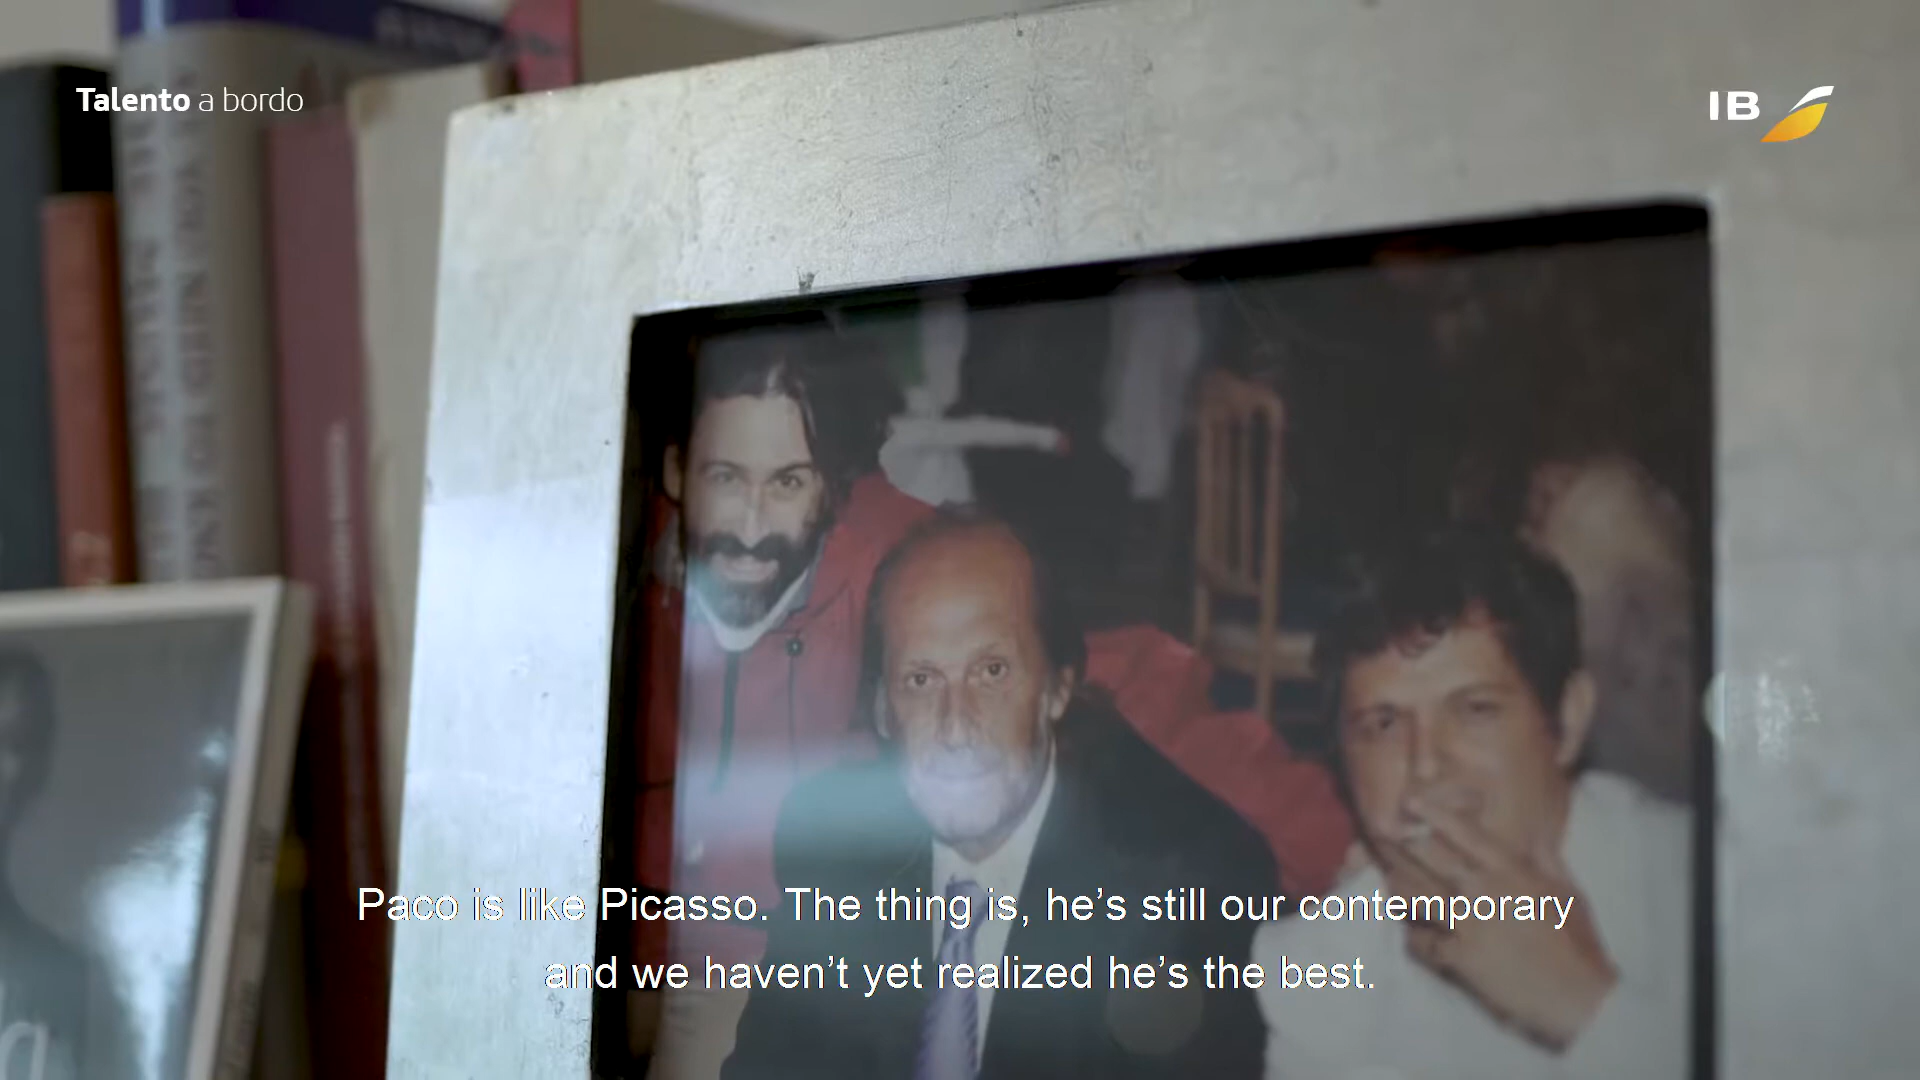 Talento a bordo
IB
Paco is like Picasso. The thing is, he's still our contemporary
and we haven't yet realized he's the best.